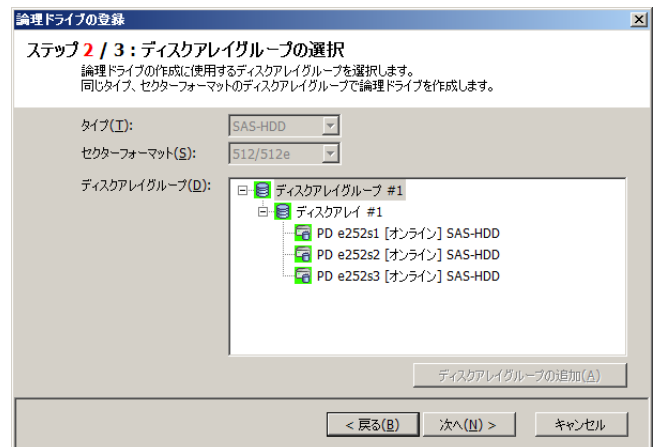 論理ドライブの登録
ステップ 2 / 3 : ディスクアレイグループの選択
論理ドライブの作成に使用するディスクアレイグループを選択します。
同じタイプ、セクターフォーマットのディスクアレイグループで論理ドライブを作成します。
タイプ(T): SAS-HDD
セクターフォーマット(S): 512/512e
ディスクアレイグループ(D):
ディスクアレイグループ #1
ディスクアレイ #1
PD e252s1 [オンライン] SAS-HDD
PD e252s2 [オンライン] SAS-HDD
PD e252s3 [オンライン] SAS-HDD
ディスクアレイグループの追加(A)
< 戻る(B) 次へ(N) > キャンセル